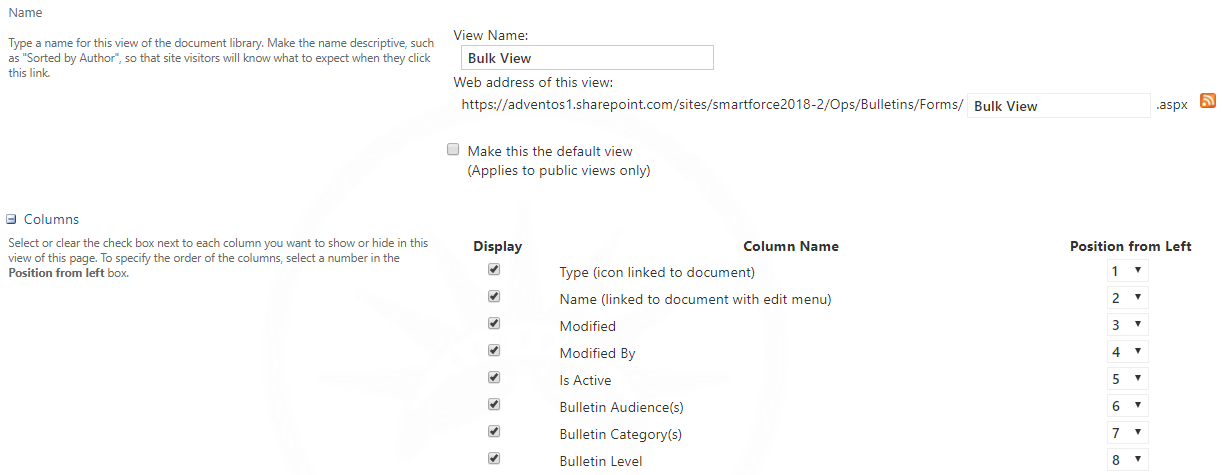 Name
Type a name for this view of the document library. Make the name descriptive, such
as "Sorted by Author", so that site visitors will know what to expect when they click
this link.
View Name:
Bulk View
Web address of this view:
https://adventos1.sharepoint.com/sites/smartforce2018-2/Ops/Bulletins/Forms/ Bulk View .aspx
Make this the default view
(Applies to public views only)
Columns
Select or clear the check box next to each column you want to show or hide in this
view of this page. To specify the order of the columns, select a number in the
Position from left box.
Display Column Name Position from Left
Type (icon linked to document) 1
Name (linked to document with edit menu) 2
Modified 3
Modified By 4
Is Active 5
Bulletin Audience(s) 6
Bulletin Category(s) 7
Bulletin Level 8